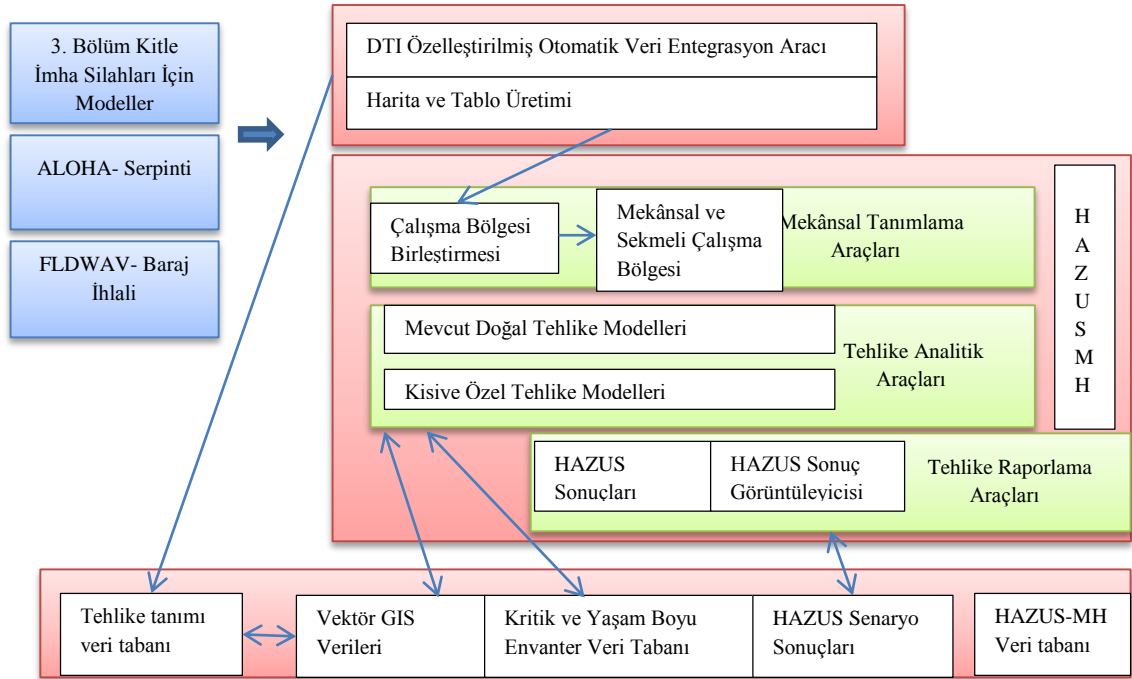 3. Bölüm Kitle
İmha Silahları İçin
Modeller
ALOHA- Serpinti
FLDWAV- Baraj
İhlali
DTI Özelleştirilmiş Otomatik Veri Entegrasyon Aracı
Harita ve Tablo Üretimi
Çalışma Bölgesi
Birleştirmesi
Mekânsal ve
Sekmeli Çalışma
Bölgesi
Mekânsal Tanımlama
Araçları
Mevcut Doğal Tehlike Modelleri
Kisive Özel Tehlike Modelleri
Tehlike Analitik
Araçları
HAZUS
Sonuçları
HAZUS Sonuç
Görüntülevicisi
Tehlike Raporlama
Araçları
H
A
Z
U
S
M
H
Tehlike tanımı
veri tabanı
Vektör GIS
Verileri
Kritik ve Yaşam Boyu
Envanter Veri Tabanı
HAZUS Senaryo
Sonuçları
HAZUS-MH
Veri tabanı